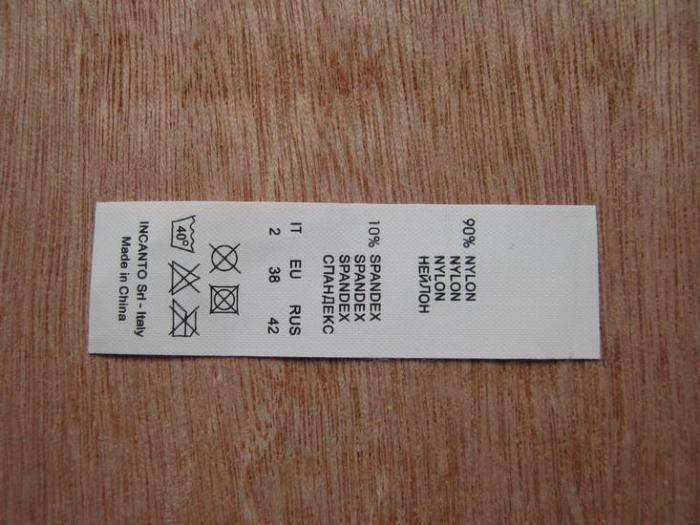 90% NYLON
NYLON
NYLON
НЕЙЛОН
10% SPANDEX
SPANDEX
SPANDEX
СПАНДЕКС
IT EU RUS
2 38 42
40°
INCANTO Srl - Italy
Made in China